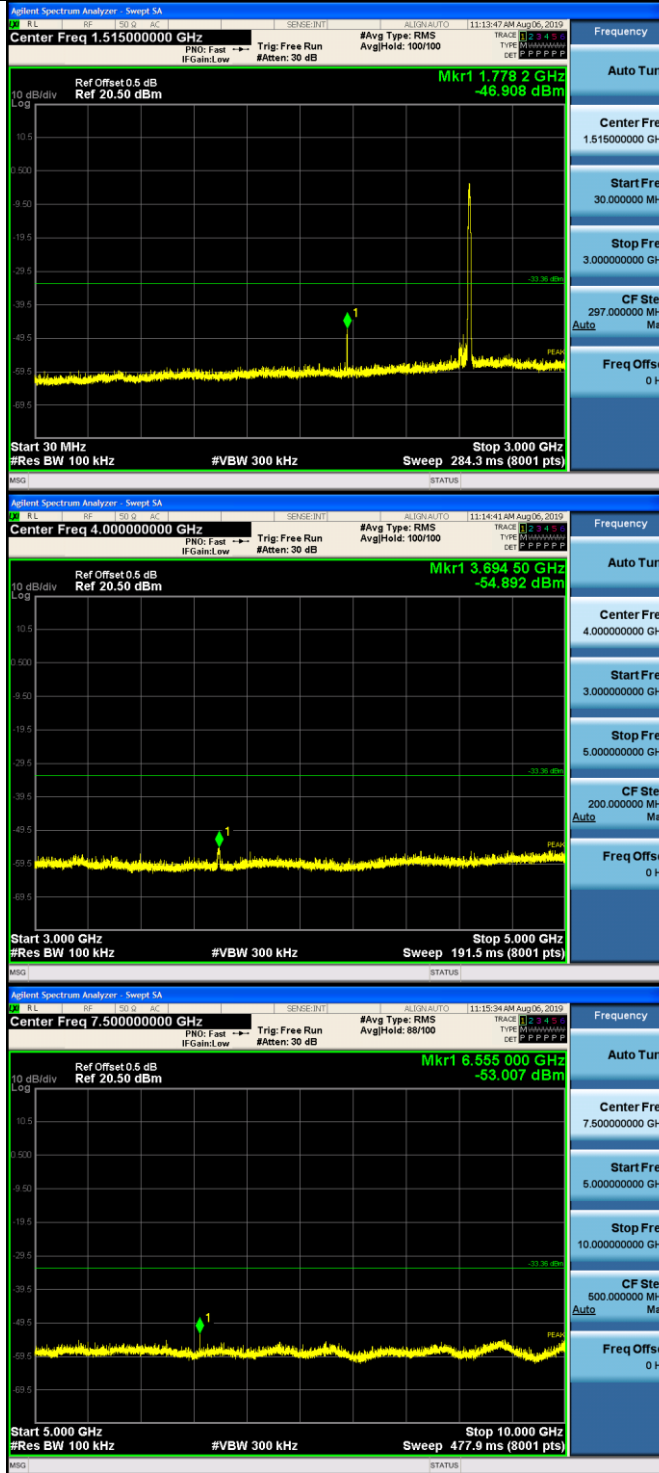 Agilent Spectrum Analyzer - Swept SA
RL RF 50 Ω AC SENSE:INT ALIGNAUTO 11:13:47 AM Aug 06, 2019
Center Freq 1.515000000 GHz
PNO: Fast
IFGain:Low
Trig: Free Run
#Atten: 30 dB
#Avg Type: RMS
Avg|Hold: 100/100
TRACE 1 2 3 4 5 6
TYPE M
DET P P P P P P
Ref Offset 0.5 dB
Ref 20.50 dBm
Mkr1 1.778 2 GHz
-46.908 dBm
10 dB/div
Log
10.5
0.500
-9.50
-19.5
-29.5
-39.5
-49.5
-59.5
-69.5
-33.36 dBm
1
PEAK
Start 30 MHz
Stop 3.000 GHz
#Res BW 100 kHz
#VBW 300 kHz
Sweep 284.3 ms (8001 pts)
MSG
STATUS
Frequency
Auto Tun
Center Fre
1.515000000 GH
Start Fre
30.000000 MH
Stop Fre
3.000000000 GH
CF Ste
297.000000 MH
Auto Ma
Freq Offse
0 H
Agilent Spectrum Analyzer - Swept SA
RL RF 50 Ω AC SENSE:INT ALIGNAUTO 11:14:41 AM Aug 06, 2019
Center Freq 4.000000000 GHz
PNO: Fast
IFGain:Low
Trig: Free Run
#Atten: 30 dB
#Avg Type: RMS
Avg|Hold: 100/100
TRACE 1 2 3 4 5 6
TYPE M
DET P P P P P P
Ref Offset 0.5 dB
Ref 20.50 dBm
Mkr1 3.694 50 GHz
-54.892 dBm
10 dB/div
Log
10.5
0.500
-9.50
-19.5
-29.5
-39.5
-49.5
-59.5
-69.5
-33.36 dBm
1
PEAK
Start 3.000 GHz
Stop 5.000 GHz
#Res BW 100 kHz
#VBW 300 kHz
Sweep 191.5 ms (8001 pts)
MSG
STATUS
Frequency
Auto Tun
Center Fre
4.000000000 GH
Start Fre
3.000000000 GH
Stop Fre
5.000000000 GH
CF Ste
200.000000 MH
Auto Ma
Freq Offse
0 H
Agilent Spectrum Analyzer - Swept SA
RL RF 50 Ω AC SENSE:INT ALIGNAUTO 11:15:34 AM Aug 06, 2019
Center Freq 7.500000000 GHz
PNO: Fast
IFGain:Low
Trig: Free Run
#Atten: 30 dB
#Avg Type: RMS
Avg|Hold: 88/100
TRACE 1 2 3 4 5 6
TYPE M
DET P P P P P P
Ref Offset 0.5 dB
Ref 20.50 dBm
Mkr1 6.555 000 GHz
-53.007 dBm
10 dB/div
Log
10.5
0.500
-9.50
-19.5
-29.5
-39.5
-49.5
-59.5
-69.5
-33.36 dBm
1
PEAK
Start 5.000 GHz
Stop 10.000 GHz
#Res BW 100 kHz
#VBW 300 kHz
Sweep 477.9 ms (8001 pts)
MSG
STATUS
Frequency
Auto Tun
Center Fre
7.500000000 GH
Start Fre
5.000000000 GH
Stop Fre
10.000000000 GH
CF Ste
500.000000 MH
Auto Ma
Freq Offse
0 H